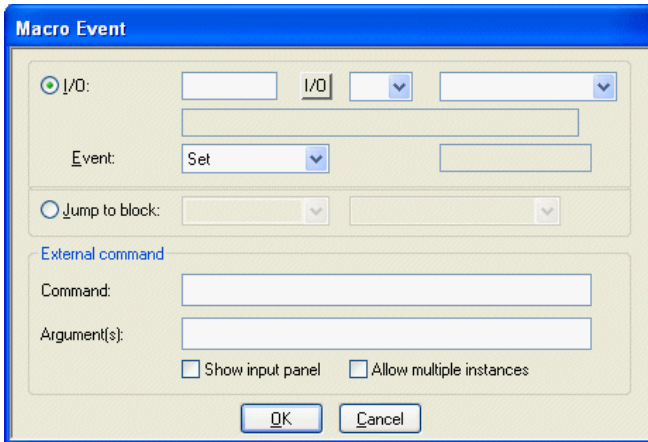 Macro Event
I/O:
I/O
Event:
Set
Jump to block:
External command
Command:
Argument(s):
Show input panel
Allow multiple instances
OK
Cancel